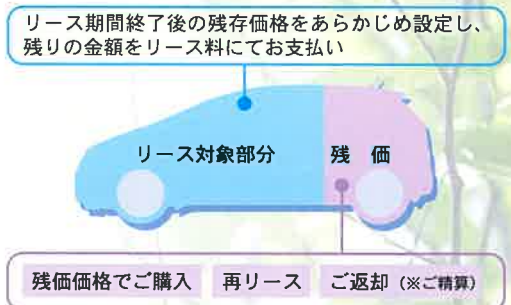 リース期間終了後の残存価格をあらかじめ設定し、
残りの金額をリース料にてお支払い
リース対象部分
残　価
残価価格でご購入
再リース
ご返却（※ご精算）